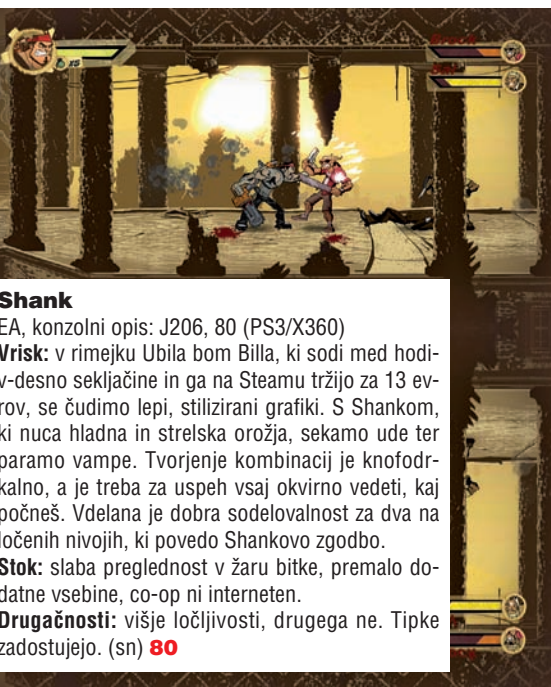 Shank
EA, konzolni opis: J206, 80 (PS3/X360)
Vrisk: v rimejku Ubila bom Billa, ki sodi med hodi-
v-desno sekljačine in ga na Steamu tržijo za 13 ev-
rov, se čudimo lepi, stilizirani grafiki. S Shankom,
ki nuca hladna in strelska orožja, sekamo ude ter
paramo vampe. Tvorjenje kombinacij je knofodr-
kalno, a je treba za uspeh vsaj okvirno vedeti, kaj
počneš. Vdelana je dobra sodelovalnost za dva na
ločenih nivojih, ki povedo Shankovo zgodbo.
Stok: slaba preglednost v žaru bitke, premalo do-
datne vsebine, co-op ni interneten.
Drugačnosti: višje ločljivosti, drugega ne. Tipke
zadostujejo. (sn) 80